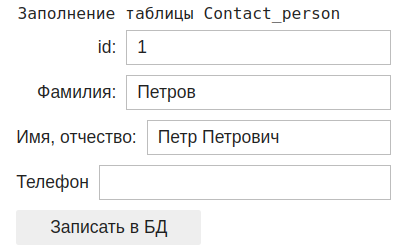 Заполнение таблицы Contact_person
id: 1
Фамилия: Петров
Имя, отчество: Петр Петрович
Телефон
Записать в БД